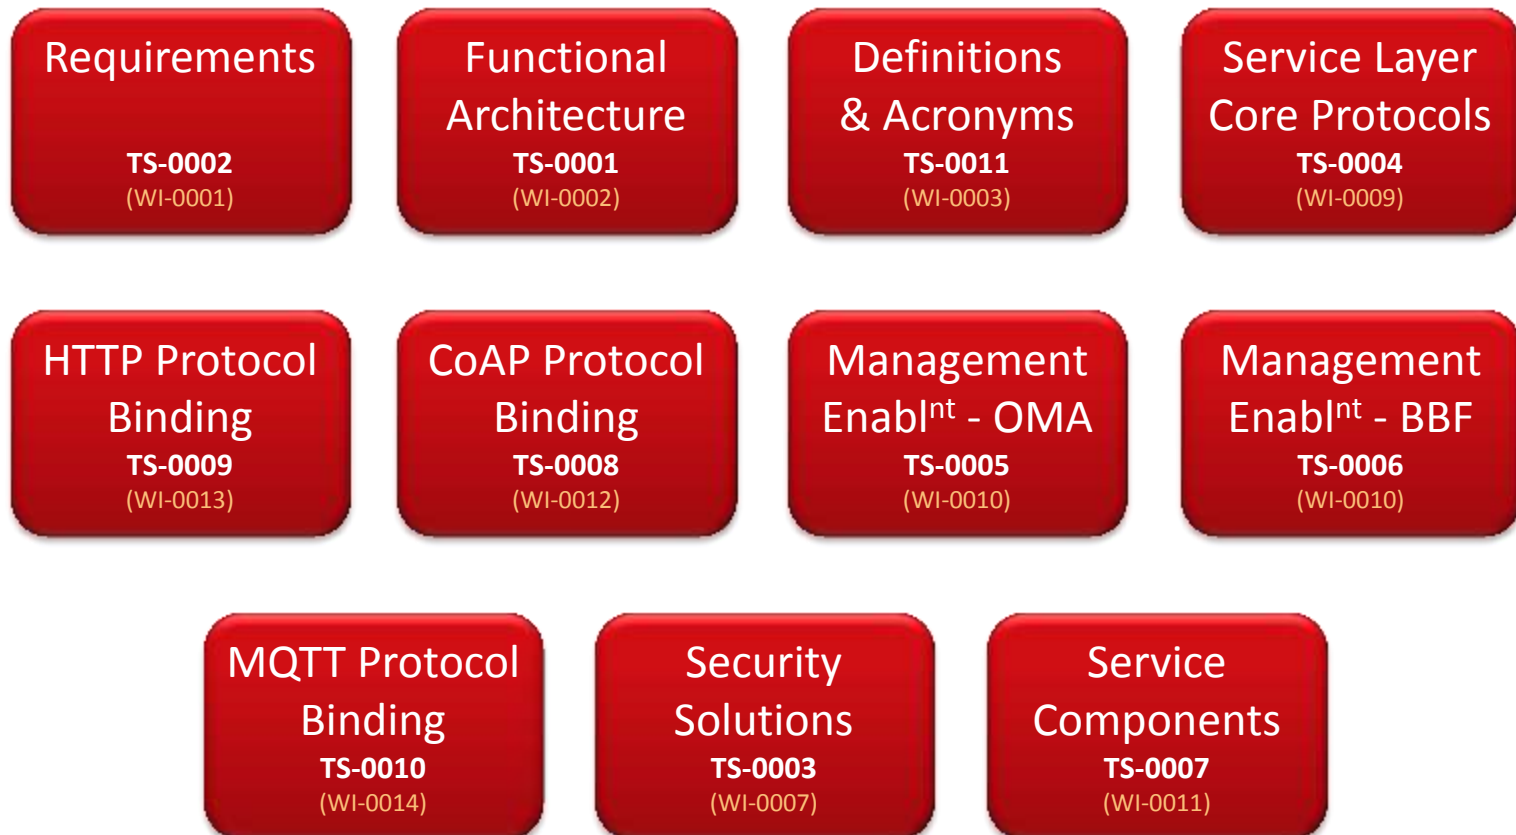 Requirements
TS-0002
(WI-0001)
Functional
Architecture
TS-0001
(WI-0002)
Definitions
& Acronyms
TS-0011
(WI-0003)
Service Layer
Core Protocols
TS-0004
(WI-0009)
HTTP Protocol
Binding
TS-0009
(WI-0013)
CoAP Protocol
Binding
TS-0008
(WI-0012)
Management
Enablⁿᵗ - OMA
TS-0005
(WI-0010)
Management
Enablⁿᵗ - BBF
TS-0006
(WI-0010)
MQTT Protocol
Binding
TS-0010
(WI-0014)
Security
Solutions
TS-0003
(WI-0007)
Service
Components
TS-0007
(WI-0011)